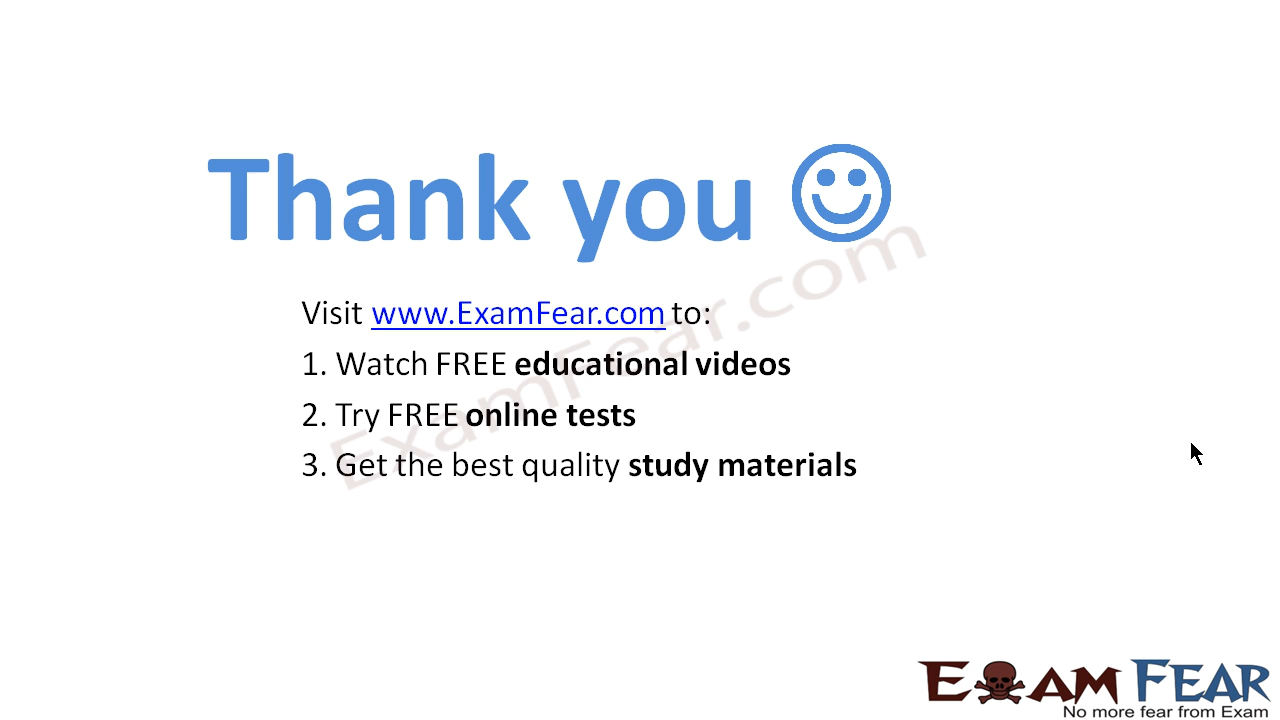 Thank you
Visit www.ExamFear.com to:
1. Watch FREE educational videos
2. Try FREE online tests
3. Get the best quality study materials
ExamFear.com
EXAM FEAR
No more fear from Exam